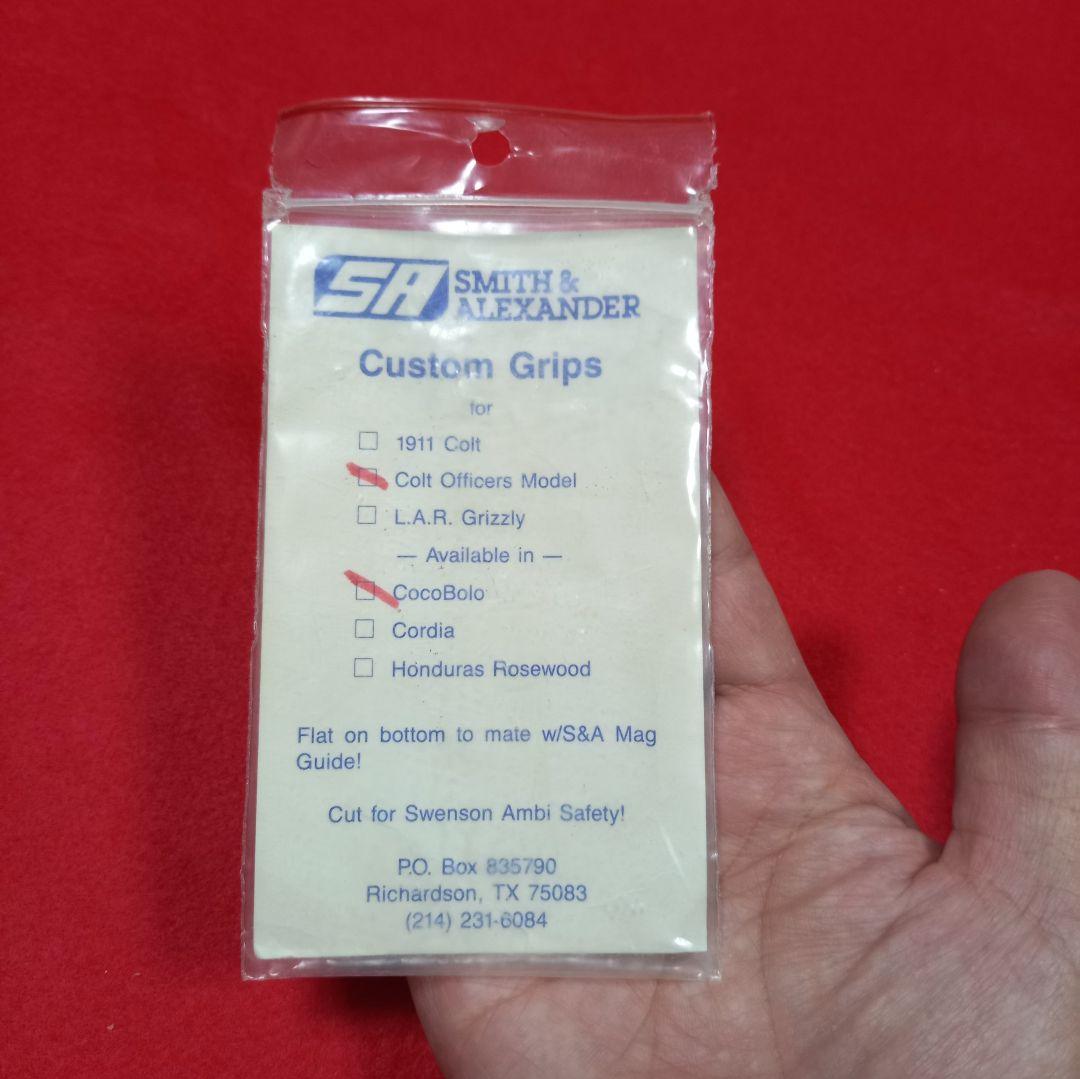 SA SMITH &
ALEXANDER
Custom Grips
for
☐ 1911 Colt
☐ Colt Officers Model
☐ L.A.R. Grizzly
— Available in —
☐ CocoBolo
☐ Cordia
☐ Honduras Rosewood
Flat on bottom to mate w/S&A Mag
Guide!
Cut for Swenson Ambi Safety!
P.O. Box 835790
Richardson, TX 75083
(214) 231-6084